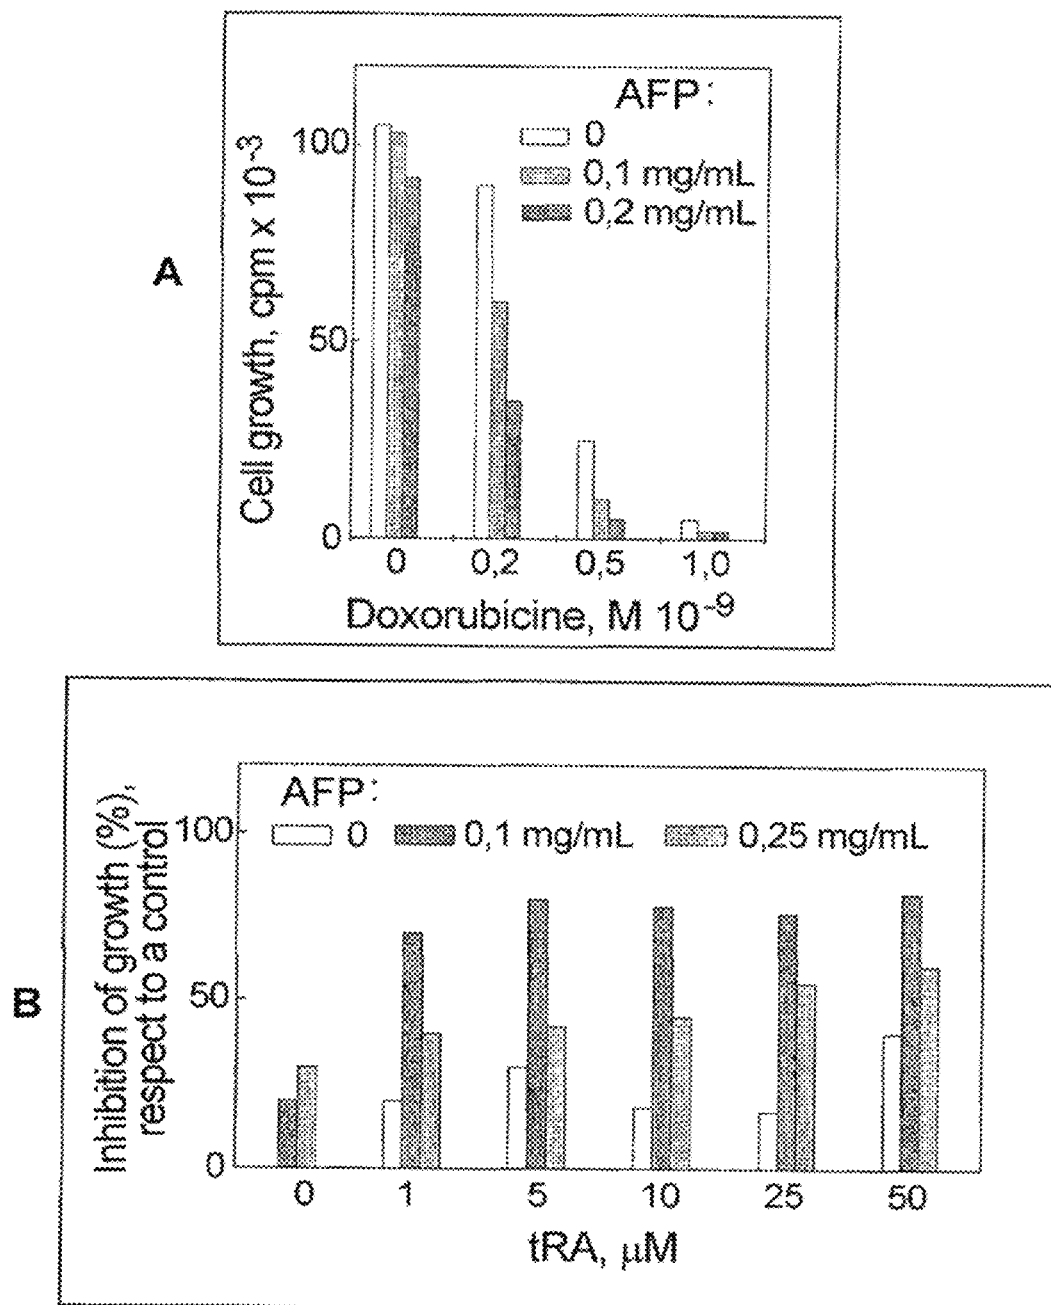 A
AFP:
0
0,1 mg/mL
0,2 mg/mL
Cell growth, cpm x 10-3
100
50
0
0 0,2 0,5 1,0
Doxorubicine, M 10-9
B
AFP:
0 0,1 mg/mL 0,25 mg/mL
Inhibition of growth (%),
respect to a control
100
50
0
0 1 5 10 25 50
tRA, μM